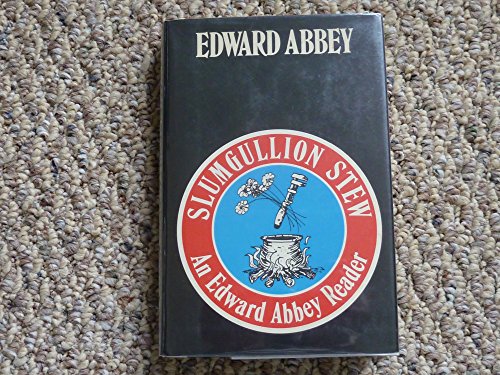 EDWARD ABBEY
SLUMGULLION STEW
An Edward Abbey Reader